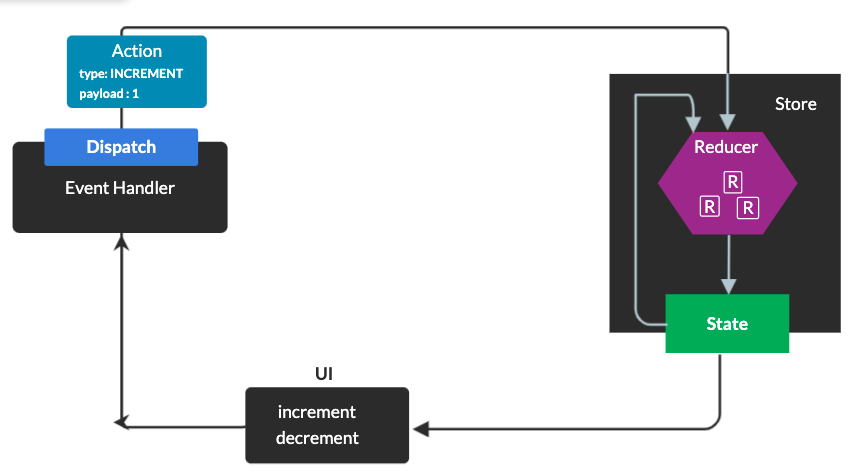 Action
type: INCREMENT
payload : 1
Dispatch
Event Handler
Store
Reducer
R
R R
State
UI
increment
decrement